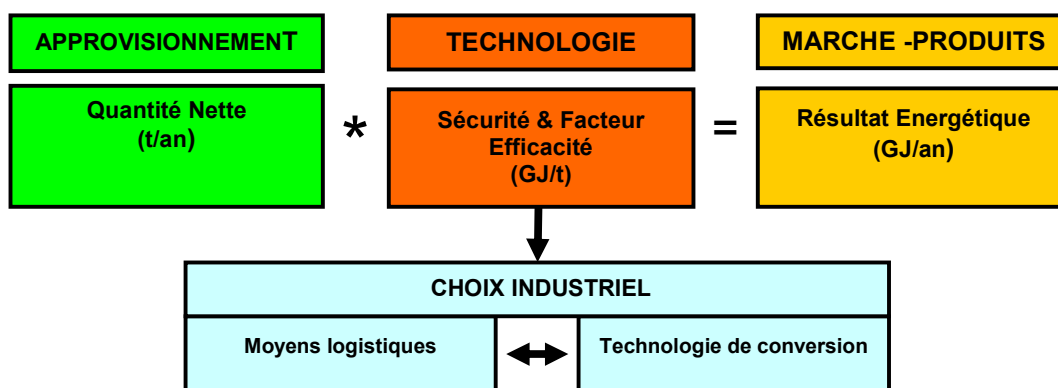 APPROVISIONNEMENT
TECHNOLOGIE
MARCHE -PRODUITS
Quantité Nette
(t/an)
*
Sécurité & Facteur
Efficacité
(GJ/t)
=
Résultat Energétique
(GJ/an)
CHOIX INDUSTRIEL
Moyens logistiques
Technologie de conversion